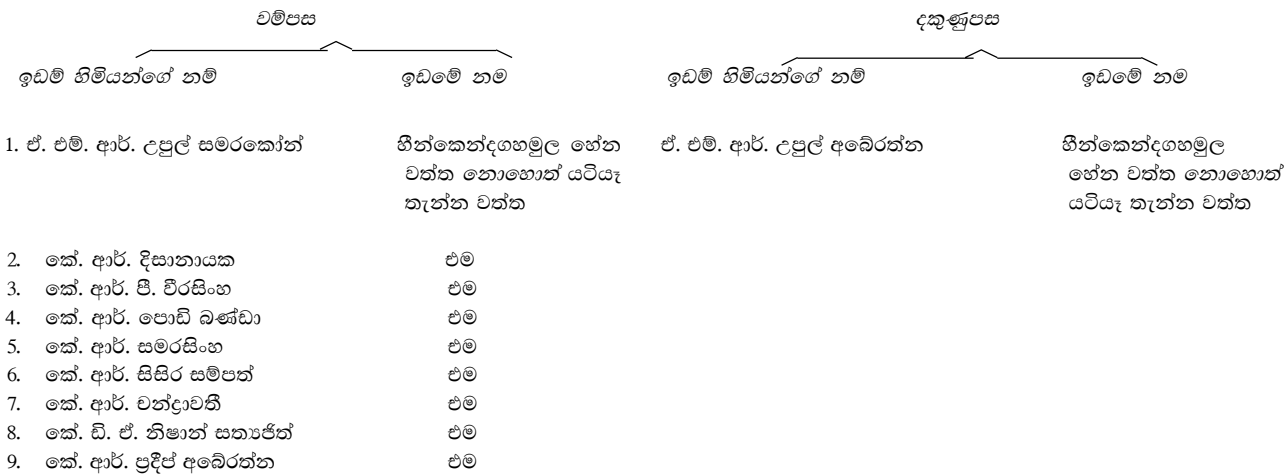 වම්පස දකුණුපස
ඉඩම් හිමියන්ගේ නම් ඉඩමේ නම ඉඩම් හිමියන්ගේ නම් ඉඩමේ නම
1. ඒ. එම්. ආර්. උපුල් සමරකෝන් හීන්කෙන්දගහමුල හේන ඒ. එම්. ආර්. උපුල් අබේරත්න හීන්කෙන්දගහමුල
වත්ත නොහොත් යටියෑ හේන වත්ත නොහොත්
තැන්න වත්ත යටියෑ තැන්න වත්ත
2. කේ. ආර්. දිසානායක එම
3. කේ. ආර්. පී. වීරසිංහ එම
4. කේ. ආර්. පොඩි බණ්ඩා එම
5. කේ. ආර්. සමරසිංහ එම
6. කේ. ආර්. සිසිර සම්පත් එම
7. කේ. ආර්. චන්ද්‍රාවතී එම
8. කේ. ඩි. ඒ. නිෂාන් සත්‍යජිත් එම
9. කේ. ආර්. ප්‍රදීප් අබේරත්න එම